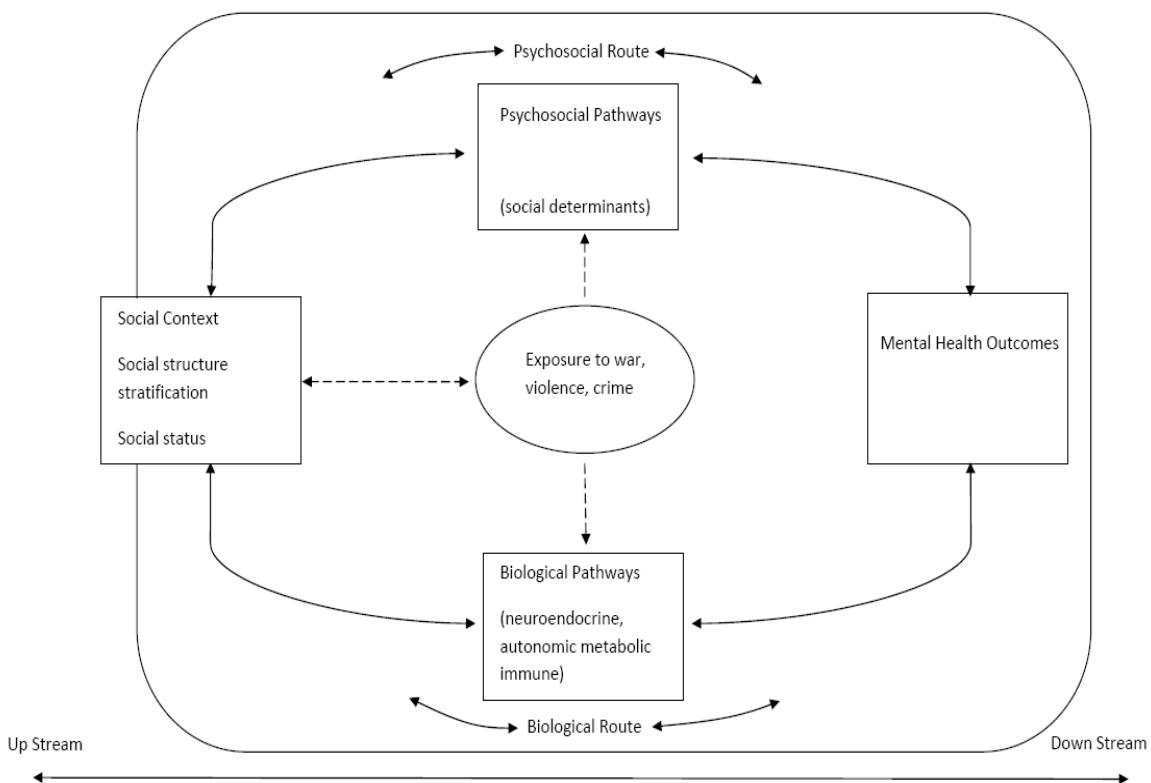 Psychosocial Route
Psychosocial Pathways
(social determinants)
Social Context
Social structure
stratification
Social status
Exposure to war,
violence, crime
Mental Health Outcomes
Biological Pathways
(neuroendocrine,
autonomic metabolic
immune)
Biological Route
Up Stream
Down Stream